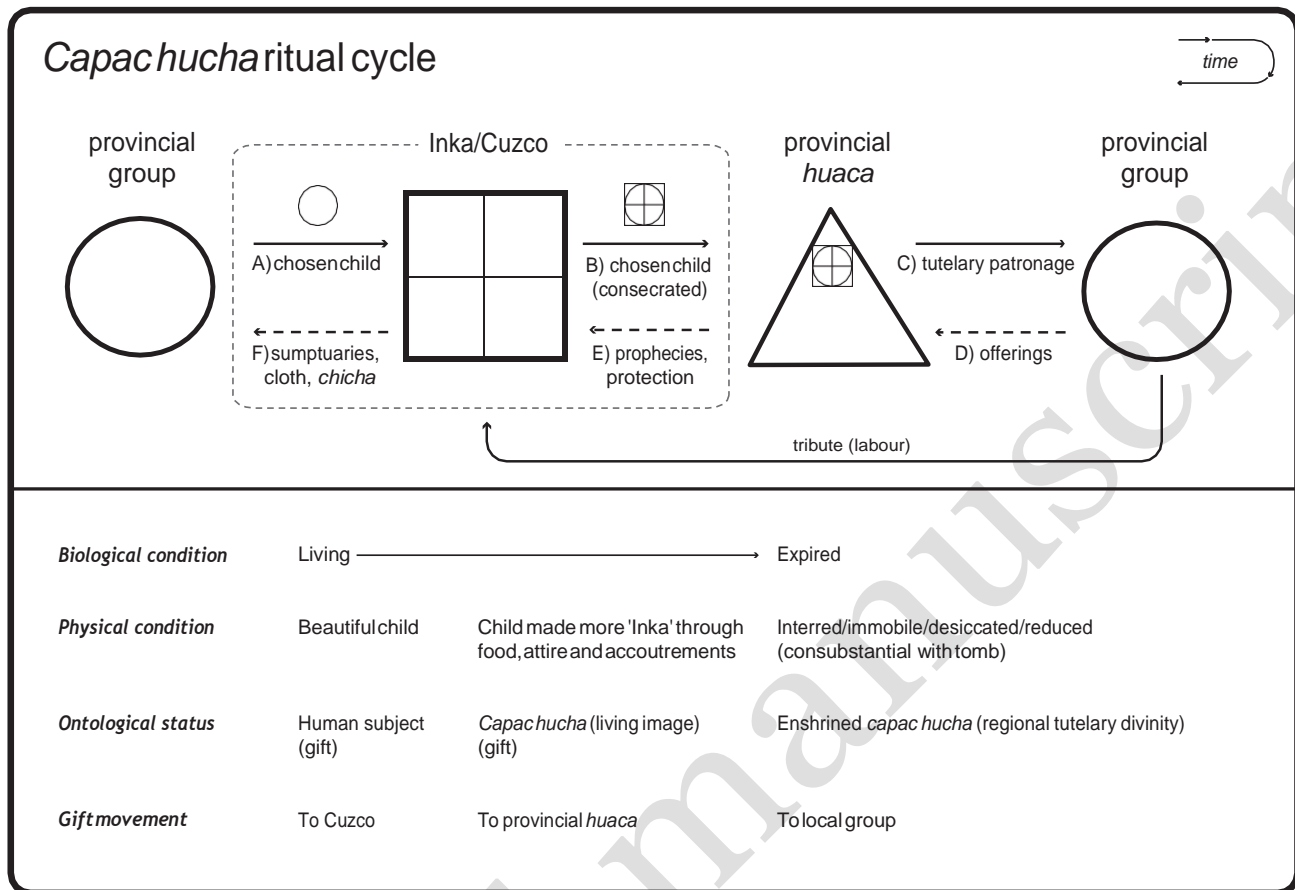 Capac hucha ritual cycle
time
provincial
group
Inka/Cuzco
provincial
huaca
provincial
group
A) chosen child
B) chosen child
(consecrated)
C) tutelary patronage
F) sumptuaries,
cloth, chicha
E) prophecies,
protection
D) offerings
tribute (labour)
Biological condition
Living
Expired
Physical condition
Beautiful child
Child made more 'Inka' through
food, attire and accoutrements
Interred/immobile/desiccated/reduced
(consubstantial with tomb)
Ontological status
Human subject
(gift)
Capac hucha (living image)
(gift)
Enshrined capac hucha (regional tutelary divinity)
Gift movement
To Cuzco
To provincial huaca
To local group